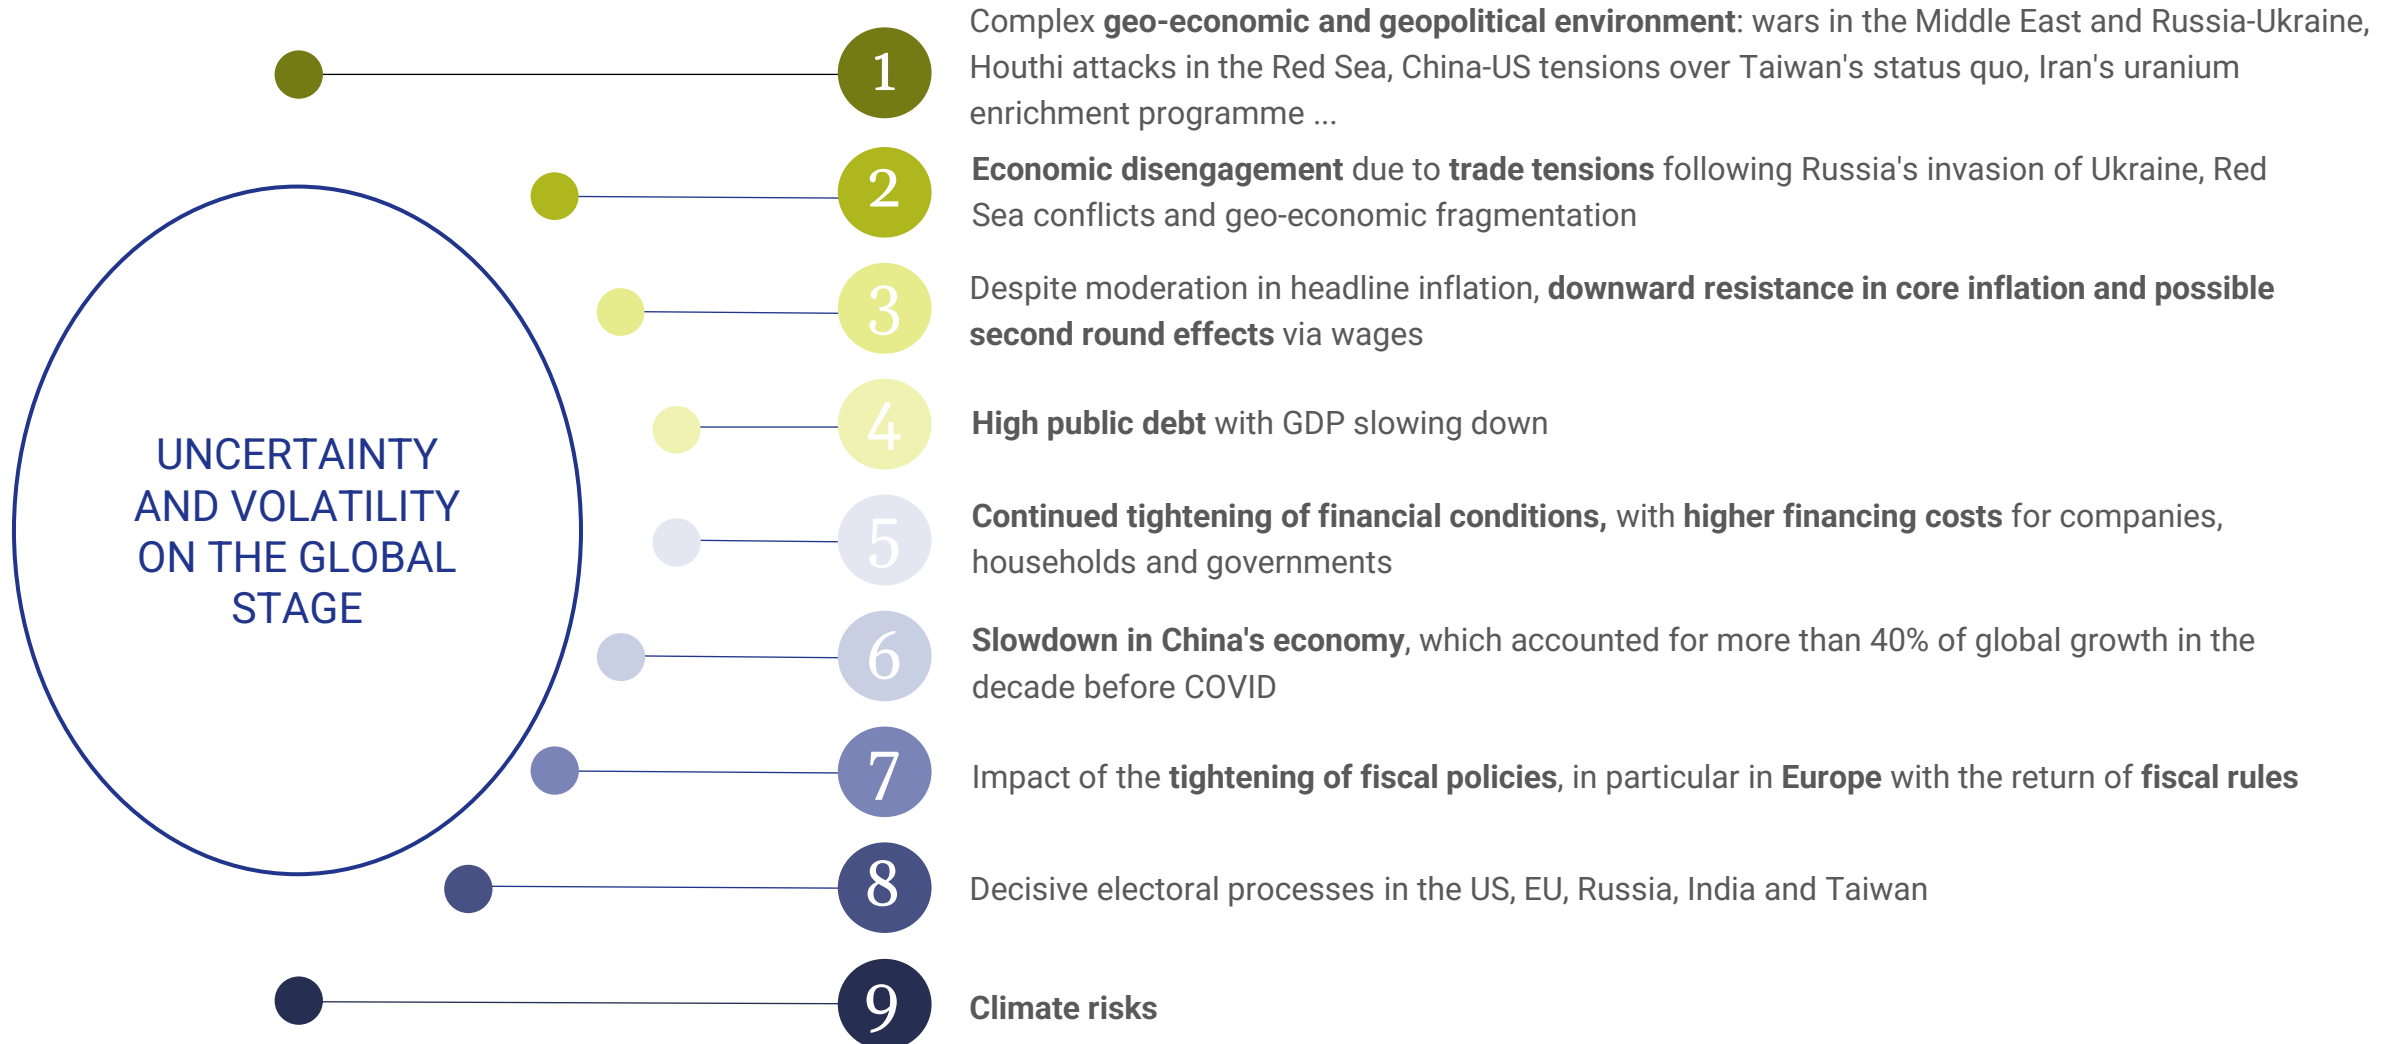 UNCERTAINTY
AND VOLATILITY
ON THE GLOBAL
STAGE
1
Complex geo-economic and geopolitical environment: wars in the Middle East and Russia-Ukraine,
Houthi attacks in the Red Sea, China-US tensions over Taiwan's status quo, Iran's uranium
enrichment programme ...
2
Economic disengagement due to trade tensions following Russia's invasion of Ukraine, Red
Sea conflicts and geo-economic fragmentation
3
Despite moderation in headline inflation, downward resistance in core inflation and possible
second round effects via wages
4
High public debt with GDP slowing down
5
Continued tightening of financial conditions, with higher financing costs for companies,
households and governments
6
Slowdown in China's economy, which accounted for more than 40% of global growth in the
decade before COVID
7
Impact of the tightening of fiscal policies, in particular in Europe with the return of fiscal rules
8
Decisive electoral processes in the US, EU, Russia, India and Taiwan
9
Climate risks